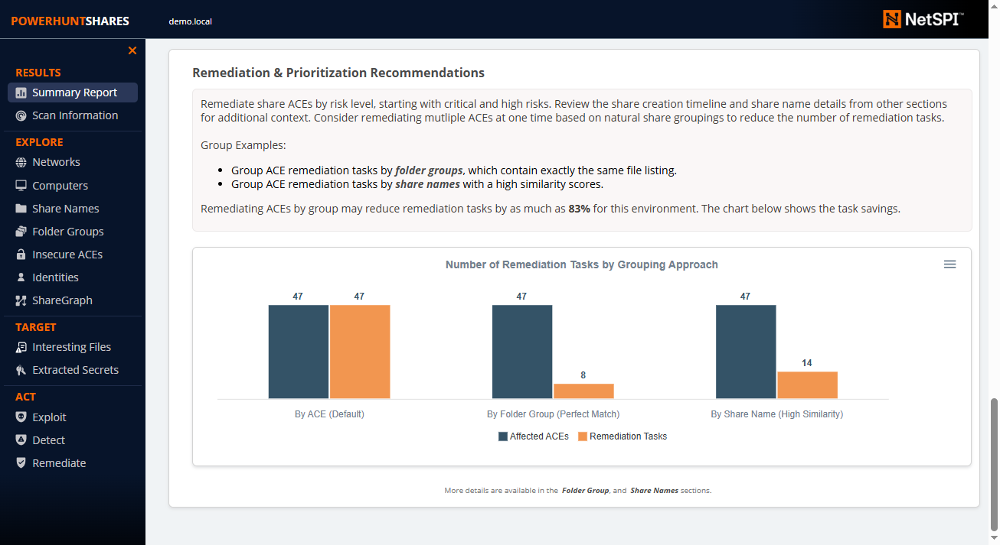 POWERHUNTSHARES
demo.local
NetSPI™
×
RESULTS
Summary Report
Scan Information
EXPLORE
Networks
Computers
Share Names
Folder Groups
Insecure ACEs
Identities
ShareGraph
TARGET
Interesting Files
Extracted Secrets
ACT
Exploit
Detect
Remediate
Remediation & Prioritization Recommendations
Remediate share ACEs by risk level, starting with critical and high risks. Review the share creation timeline and share name details from other sections
for additional context. Consider remediating mutliple ACEs at one time based on natural share groupings to reduce the number of remediation tasks.
Group Examples:
• Group ACE remediation tasks by folder groups, which contain exactly the same file listing.
• Group ACE remediation tasks by share names with a high similarity scores.
Remediating ACEs by group may reduce remediation tasks by as much as 83% for this environment. The chart below shows the task savings.
Number of Remediation Tasks by Grouping Approach
47 47 47 8 47 14
By ACE (Default) By Folder Group (Perfect Match) By Share Name (High Similarity)
Affected ACEs Remediation Tasks
More details are available in the Folder Group, and Share Names sections.